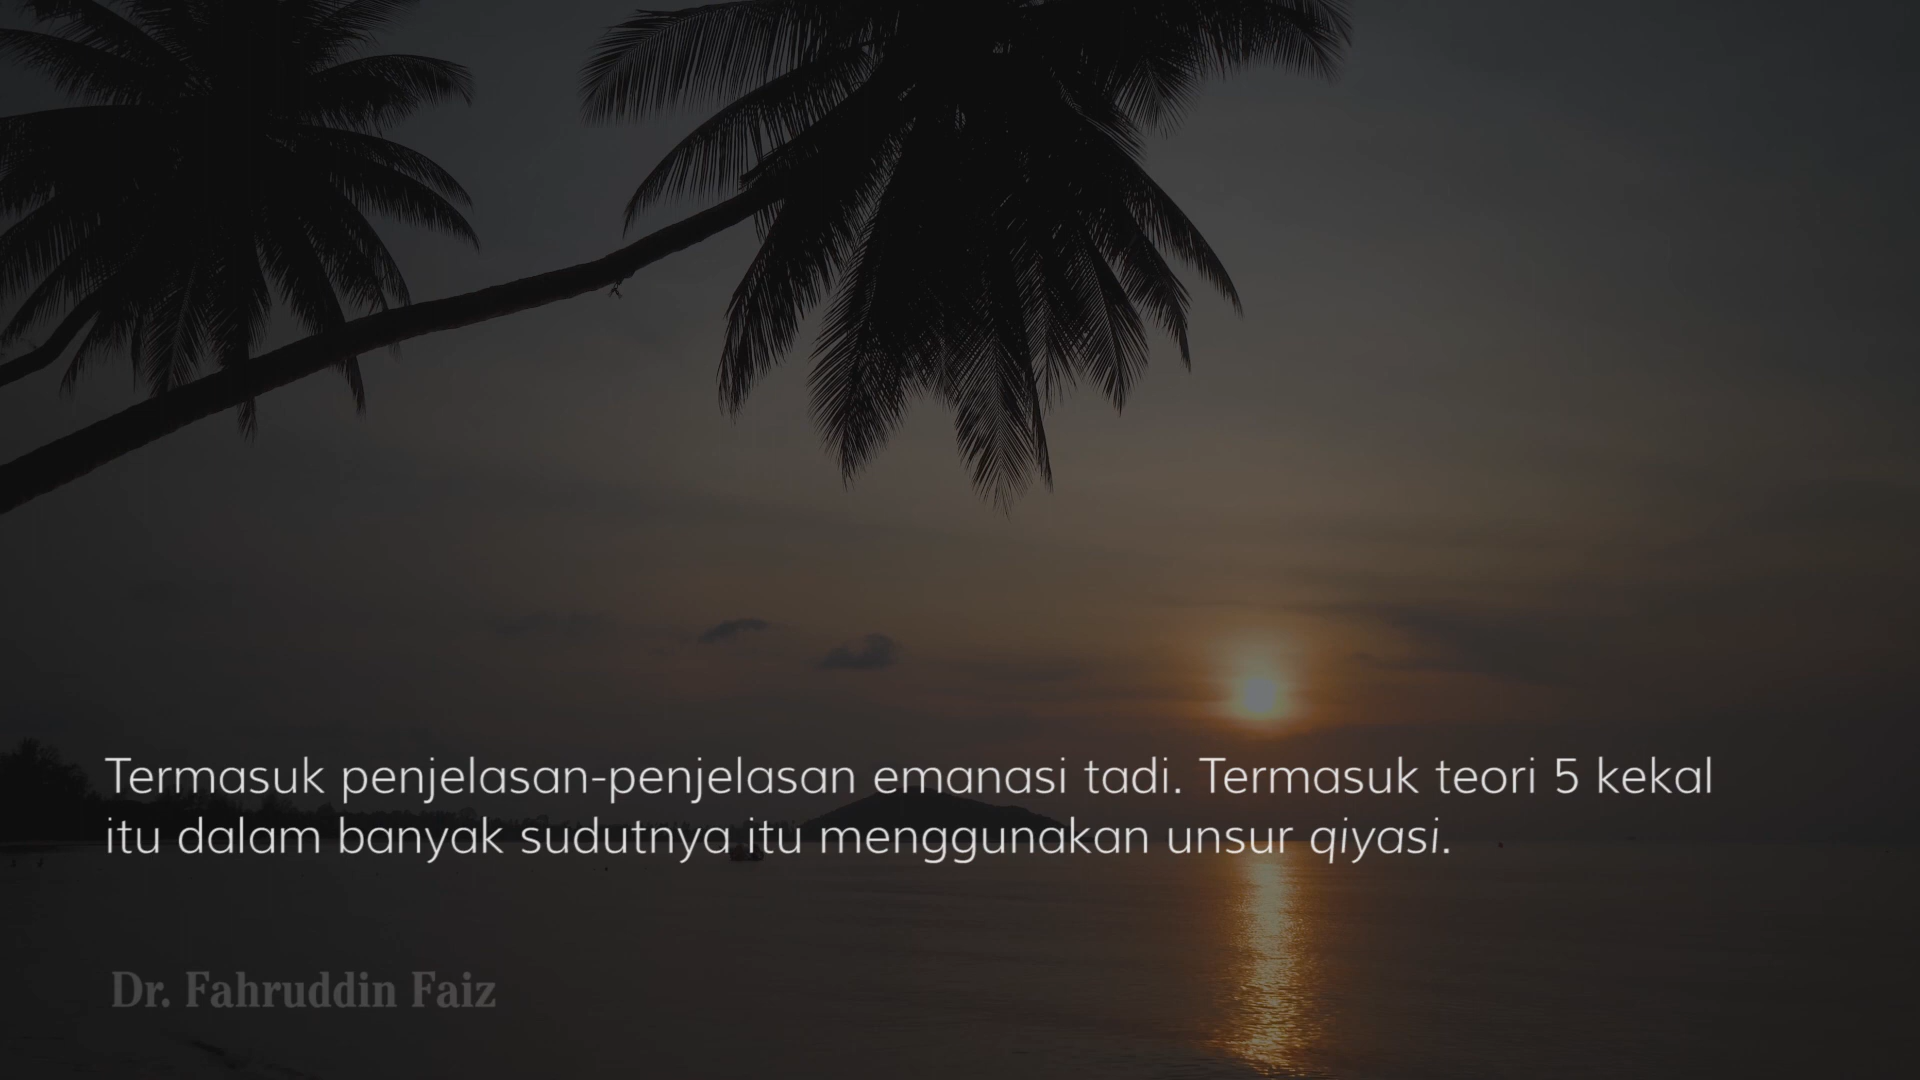 Termasuk penjelasan-penjelasan emanasi tadi. Termasuk teori 5 kekal
itu dalam banyak sudutnya itu menggunakan unsur qiyasi.
Dr. Fahruddin Faiz